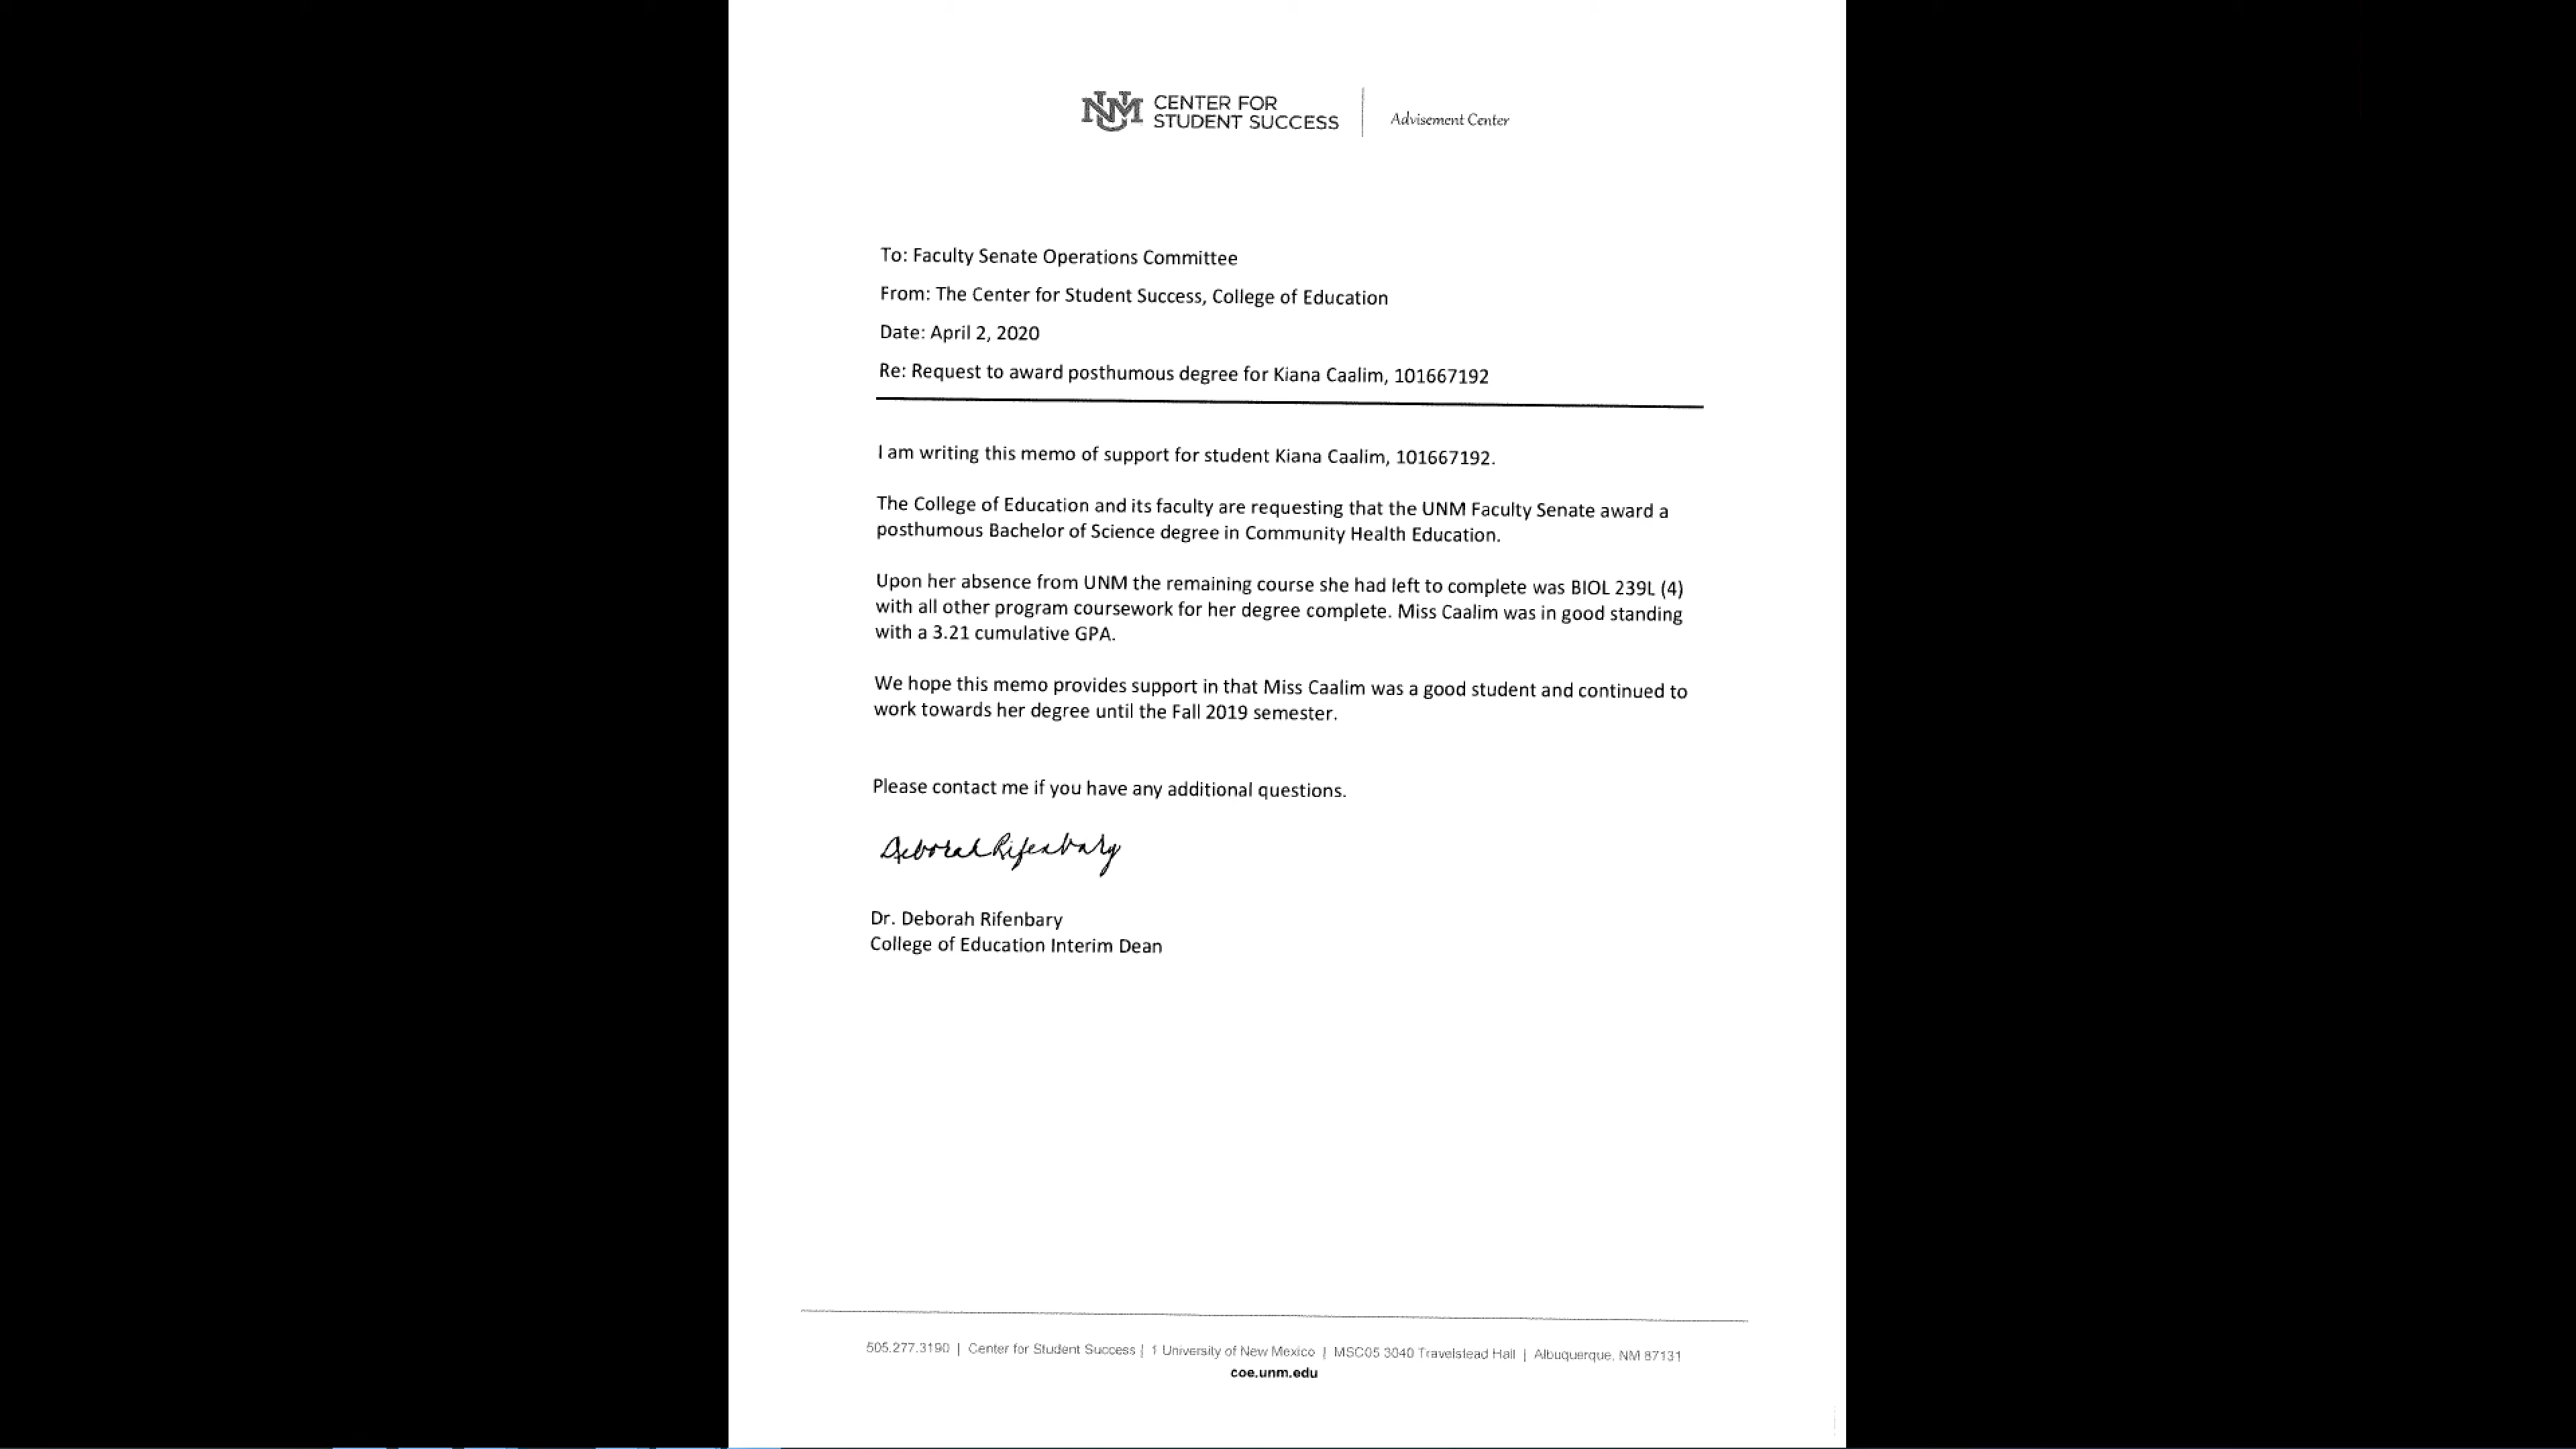 UNM CENTER FOR
STUDENT SUCCESS
Advisement Center
To: Faculty Senate Operations Committee
From: The Center for Student Success, College of Education
Date: April 2, 2020
Re: Request to award posthumous degree for Kiana Caalim, 101667192
I am writing this memo of support for student Kiana Caalim, 101667192.
The College of Education and its faculty are requesting that the UNM Faculty Senate award a
posthumous Bachelor of Science degree in Community Health Education.
Upon her absence from UNM the remaining course she had left to complete was BIOL 239L (4)
with all other program coursework for her degree complete. Miss Caalim was in good standing
with a 3.21 cumulative GPA.
We hope this memo provides support in that Miss Caalim was a good student and continued to
work towards her degree until the Fall 2019 semester.
Please contact me if you have any additional questions.
Deborah Rifenbary
Dr. Deborah Rifenbary
College of Education Interim Dean
505.277.3190 | Center for Student Success | 1 University of New Mexico | MSC05 3040 Travelstead Hall | Albuquerque, NM 87131
coe.unm.edu